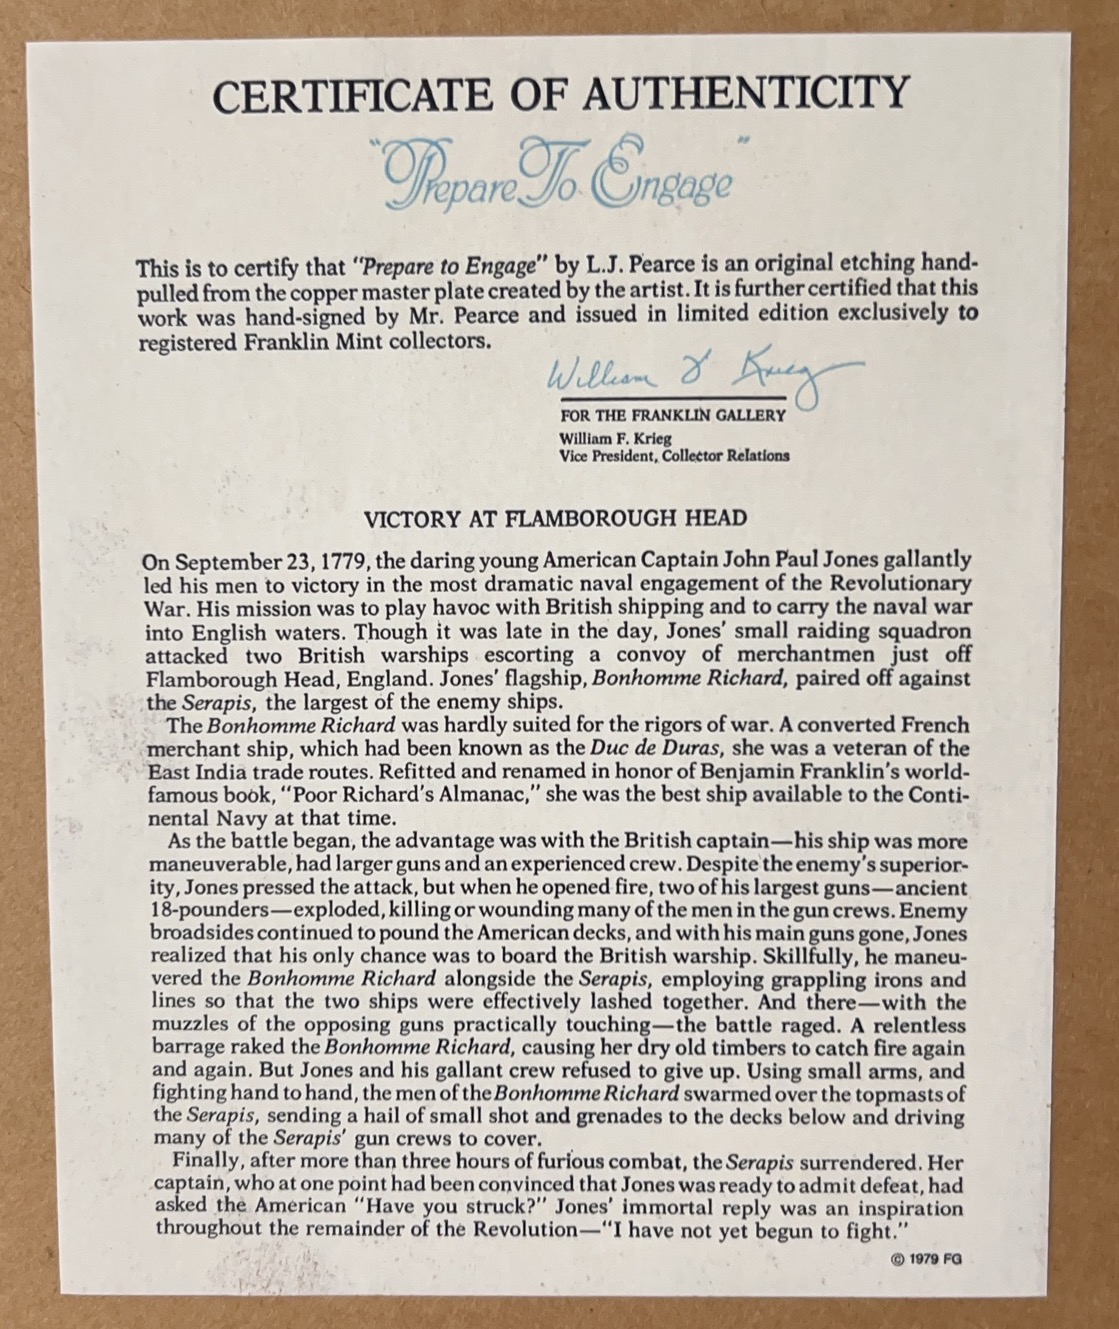 CERTIFICATE OF AUTHENTICITY
"Prepare To Engage"
This is to certify that "Prepare to Engage" by L.J. Pearce is an original etching hand-
pulled from the copper master plate created by the artist. It is further certified that this
work was hand-signed by Mr. Pearce and issued in limited edition exclusively to
registered Franklin Mint collectors.
William F Krieg
FOR THE FRANKLIN GALLERY
William F. Krieg
Vice President, Collector Relations
VICTORY AT FLAMBOROUGH HEAD
On September 23, 1779, the daring young American Captain John Paul Jones gallantly
led his men to victory in the most dramatic naval engagement of the Revolutionary
War. His mission was to play havoc with British shipping and to carry the naval war
into English waters. Though it was late in the day, Jones' small raiding squadron
attacked two British warships escorting a convoy of merchantmen just off
Flamborough Head, England. Jones' flagship, Bonhomme Richard, paired off against
the Serapis, the largest of the enemy ships.
The Bonhomme Richard was hardly suited for the rigors of war. A converted French
merchant ship, which had been known as the Duc de Duras, she was a veteran of the
East India trade routes. Refitted and renamed in honor of Benjamin Franklin's world-
famous book, "Poor Richard's Almanac," she was the best ship available to the Conti-
nental Navy at that time.
As the battle began, the advantage was with the British captain—his ship was more
maneuverable, had larger guns and an experienced crew. Despite the enemy's superior-
ity, Jones pressed the attack, but when he opened fire, two of his largest guns—ancient
18-pounders—exploded, killing or wounding many of the men in the gun crews. Enemy
broadsides continued to pound the American decks, and with his main guns gone, Jones
realized that his only chance was to board the British warship. Skillfully, he maneu-
vered the Bonhomme Richard alongside the Serapis, employing grappling irons and
lines so that the two ships were effectively lashed together. And there—with the
muzzles of the opposing guns practically touching—the battle raged. A relentless
barrage raked the Bonhomme Richard, causing her dry old timbers to catch fire again
and again. But Jones and his gallant crew refused to give up. Using small arms, and
fighting hand to hand, the men of the Bonhomme Richard swarmed over the topmasts of
the Serapis, sending a hail of small shot and grenades to the decks below and driving
many of the Serapis' gun crews to cover.
Finally, after more than three hours of furious combat, the Serapis surrendered. Her
captain, who at one point had been convinced that Jones was ready to admit defeat, had
asked the American "Have you struck?" Jones' immortal reply was an inspiration
throughout the remainder of the Revolution—"I have not yet begun to fight."
© 1979 FG